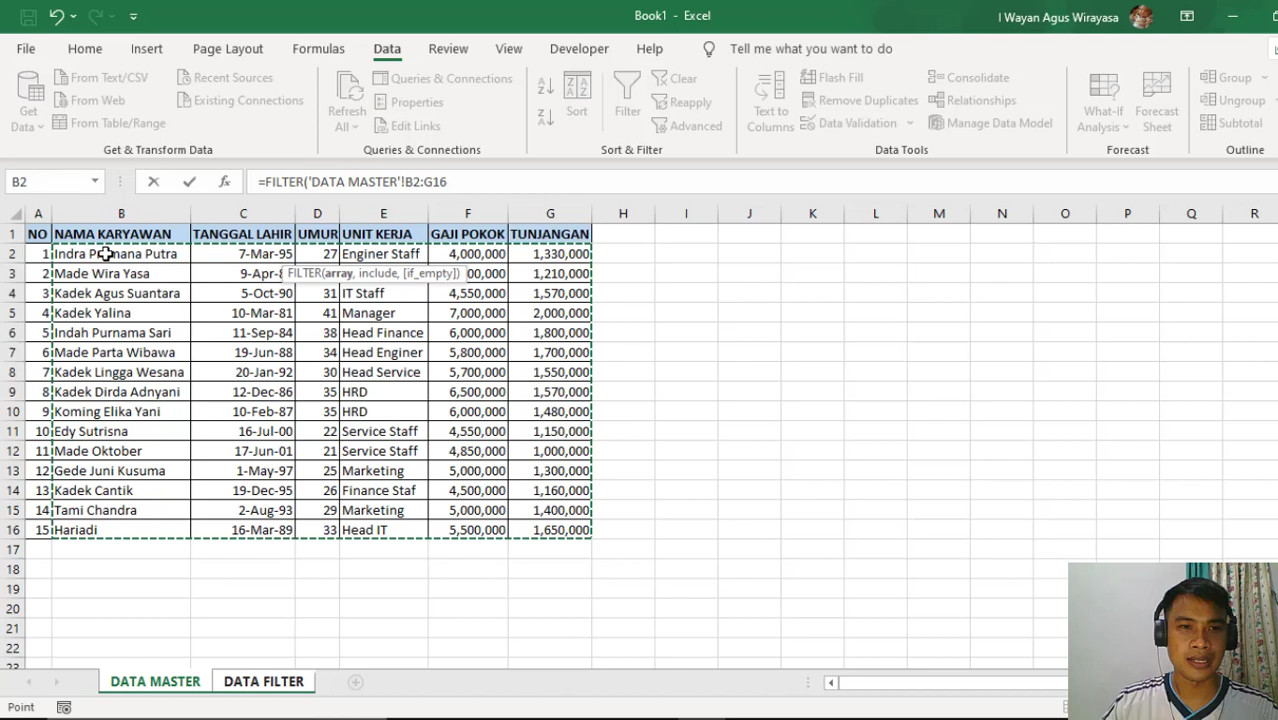 Book1 - Excel
I Wayan Agus Wirayasa
File Home Insert Page Layout Formulas Data Review View Developer Help Tell me what you want to do
Get Data
From Text/CSV
From Web
From Table/Range
Recent Sources
Existing Connections
Get & Transform Data
Refresh All
Queries & Connections
Properties
Edit Links
Queries & Connections
Sort
Filter
Clear
Reapply
Advanced
Sort & Filter
Text to Columns
Flash Fill
Remove Duplicates
Data Validation
Consolidate
Relationships
Manage Data Model
Data Tools
What-If Analysis
Forecast Sheet
Forecast
Group
Ungroup
Subtotal
Outline
B2 fx =FILTER('DATA MASTER'!B2:G16
A B C D E F G H I J K L M N O P Q R
1 NO NAMA KARYAWAN TANGGAL LAHIR UMUR UNIT KERJA GAJI POKOK TUNJANGAN
2 1 Indra Putra 7-Mar-95 27 Enginer Staff 4,000,000 1,330,000
FILTER(array, include, [if_empty])
3 2 Made Wira Yasa 1,210,000
4 3 Kadek Agus Suantara 5-Oct-90 31 IT Staff 4,550,000 1,570,000
5 4 Kadek Yalina 10-Mar-81 41 Manager 7,000,000 2,000,000
6 5 Indah Purnama Sari 11-Sep-84 38 Head Finance 6,000,000 1,800,000
7 6 Made Parta Wibawa 19-Jun-88 34 Head Enginer 5,800,000 1,700,000
8 7 Kadek Lingga Wesana 20-Jan-92 30 Head Service 5,700,000 1,550,000
9 8 Kadek Dirda Adnyani 12-Dec-86 35 HRD 6,500,000 1,570,000
10 9 Koming Elika Yani 10-Feb-87 35 HRD 6,000,000 1,480,000
11 10 Edy Sutrisna 16-Jul-00 22 Service Staff 4,550,000 1,150,000
12 11 Made Oktober 17-Jun-01 21 Service Staff 4,850,000 1,000,000
13 12 Gede Juni Kusuma 1-May-97 25 Marketing 5,000,000 1,300,000
14 13 Kadek Cantik 19-Dec-95 26 Finance Staf 4,500,000 1,160,000
15 14 Tami Chandra 2-Aug-93 29 Marketing 5,000,000 1,400,000
16 15 Hariadi 16-Mar-89 33 Head IT 5,500,000 1,650,000
17
18
19
20
21
22
23
DATA MASTER DATA FILTER
Point